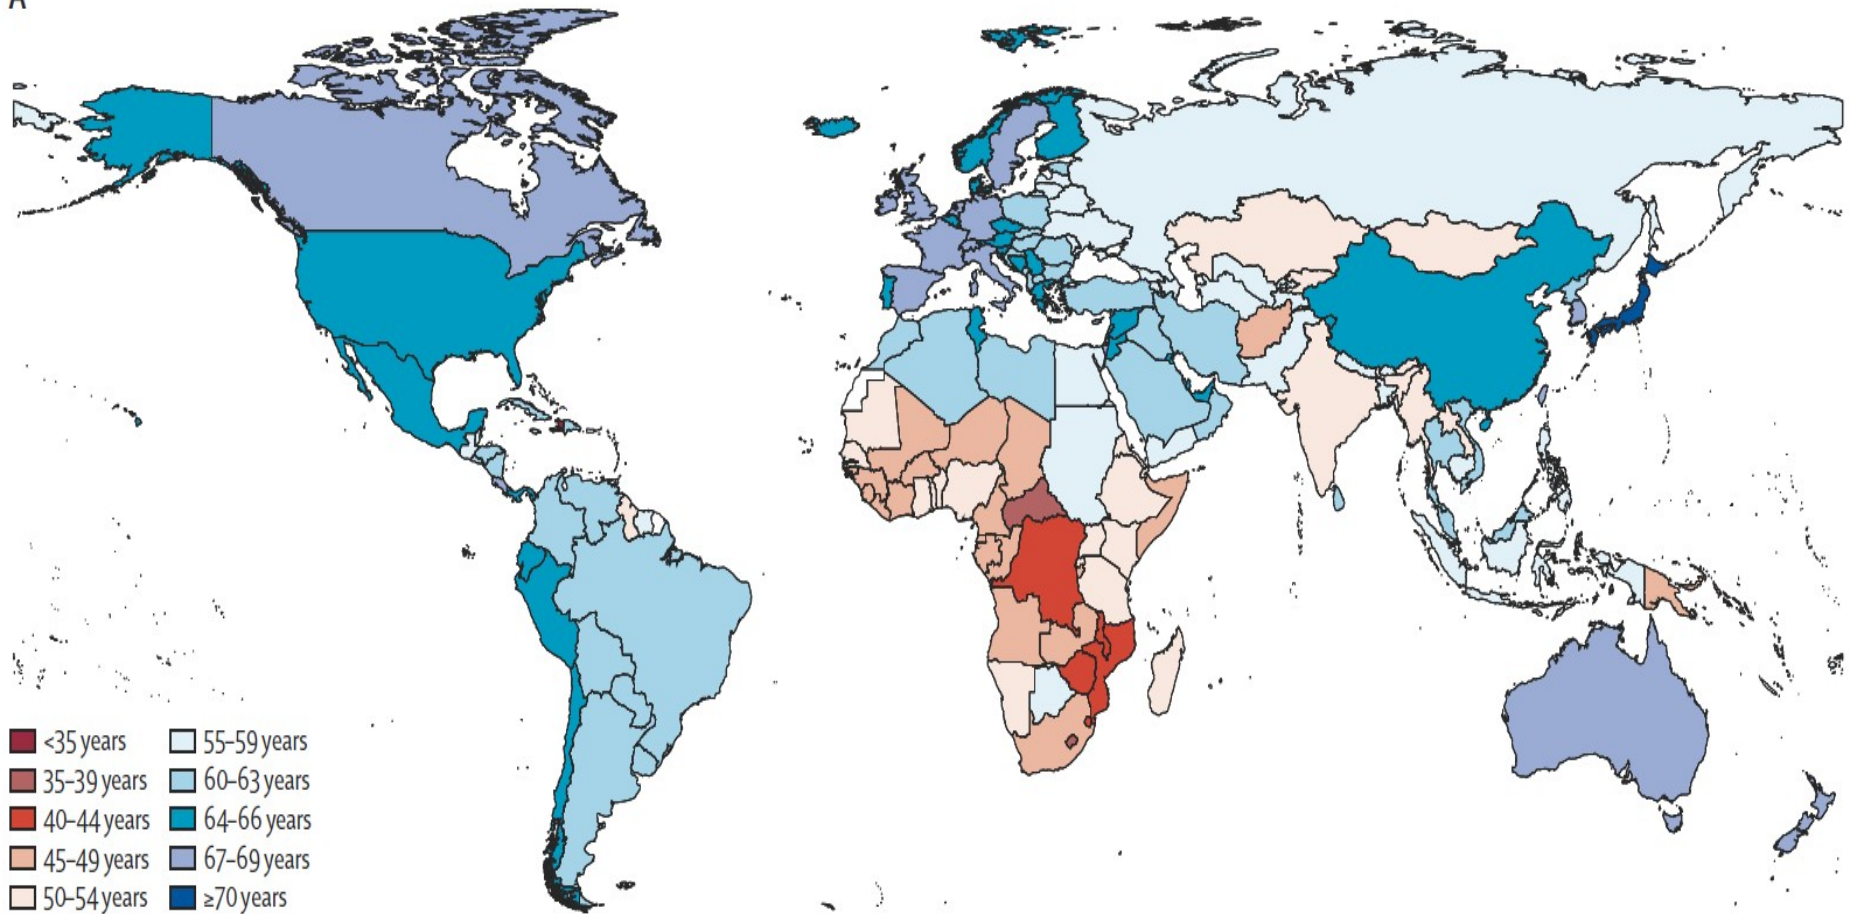 A
<35 years
35–39 years
40–44 years
45–49 years
50–54 years
55–59 years
60–63 years
64–66 years
67–69 years
≥70 years